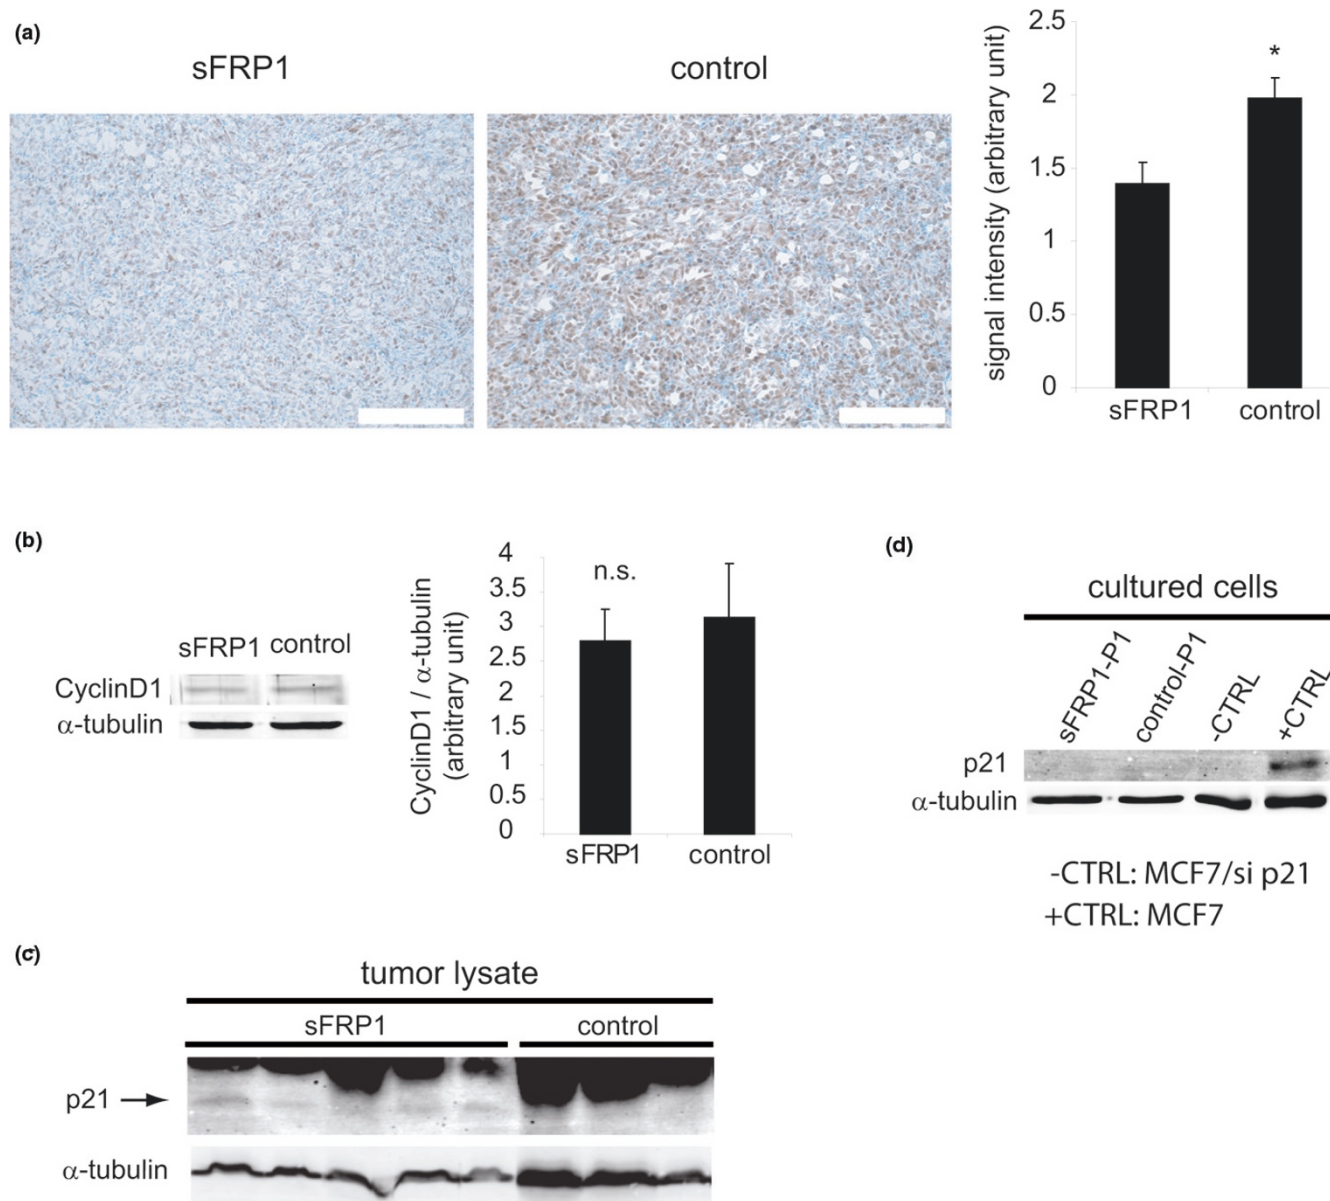 (a)
sFRP1
control
signal intensity (arbitrary unit)
2.5
2
1.5
1
0.5
0
*
sFRP1
control
(b)
sFRP1
control
CyclinD1
α-tubulin
CyclinD1 / α-tubulin
(arbitrary unit)
4
3.5
3
2.5
2
1.5
1
0.5
0
n.s.
sFRP1
control
(d)
cultured cells
sFRP1-P1
control-P1
-CTRL
+CTRL
p21
α-tubulin
-CTRL: MCF7/si p21
+CTRL: MCF7
(c)
tumor lysate
sFRP1
control
p21
α-tubulin